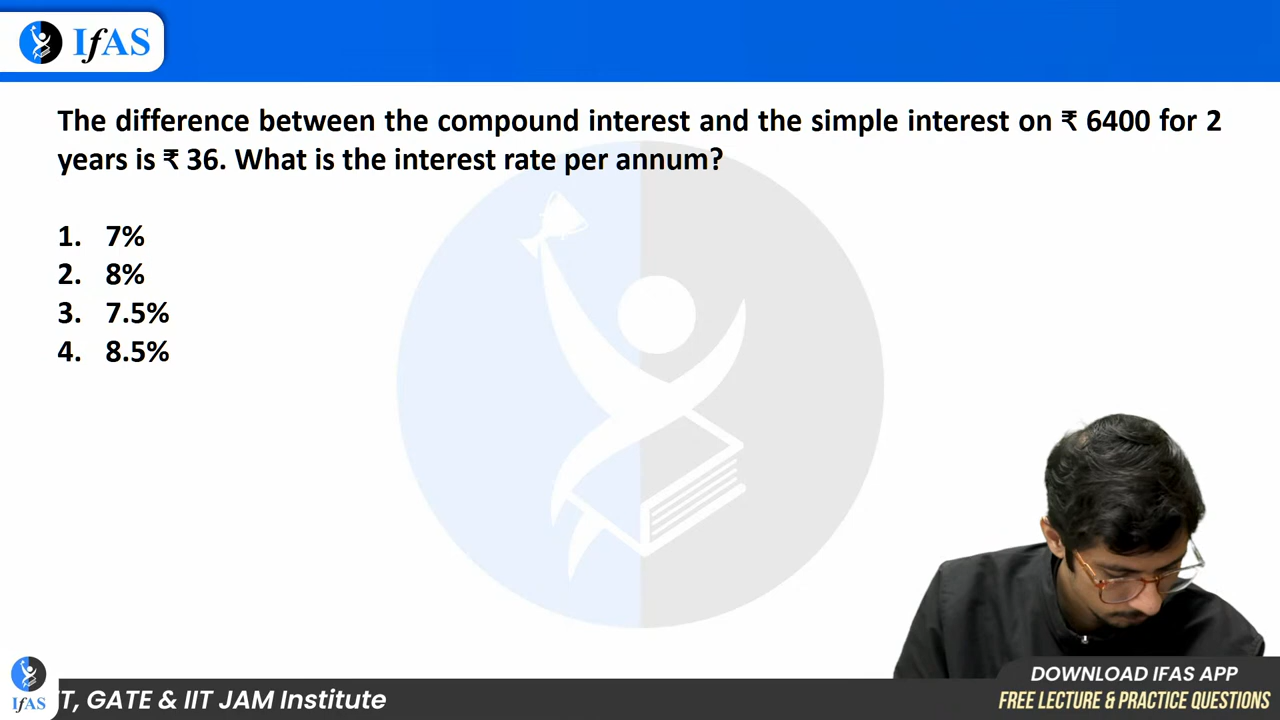 IfAS
The difference between the compound interest and the simple interest on ₹ 6400 for 2
years is ₹ 36. What is the interest rate per annum?
1. 7%
2. 8%
3. 7.5%
4. 8.5%
DOWNLOAD IFAS APP
IfAS
T, GATE & IIT JAM Institute
FREE LECTURE & PRACTICE QUESTIONS